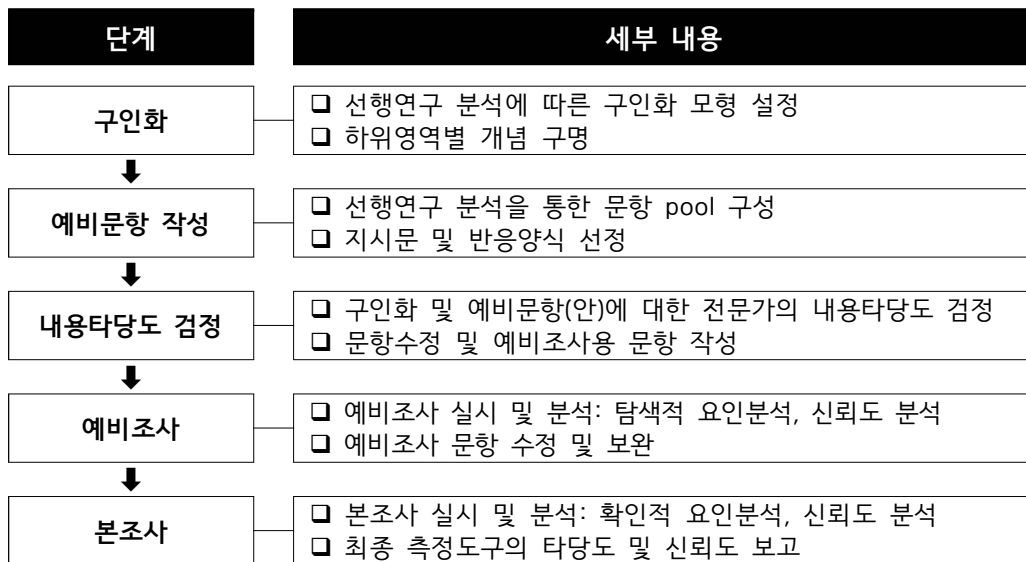 단계
세부 내용
구인화
❑ 선행연구 분석에 따른 구인화 모형 설정
❑ 하위영역별 개념 구명
예비문항 작성
❑ 선행연구 분석을 통한 문항 pool 구성
❑ 지시문 및 반응양식 선정
내용타당도 검정
❑ 구인화 및 예비문항(안)에 대한 전문가의 내용타당도 검정
❑ 문항수정 및 예비조사용 문항 작성
예비조사
❑ 예비조사 실시 및 분석: 탐색적 요인분석, 신뢰도 분석
❑ 예비조사 문항 수정 및 보완
본조사
❑ 본조사 실시 및 분석: 확인적 요인분석, 신뢰도 분석
❑ 최종 측정도구의 타당도 및 신뢰도 보고